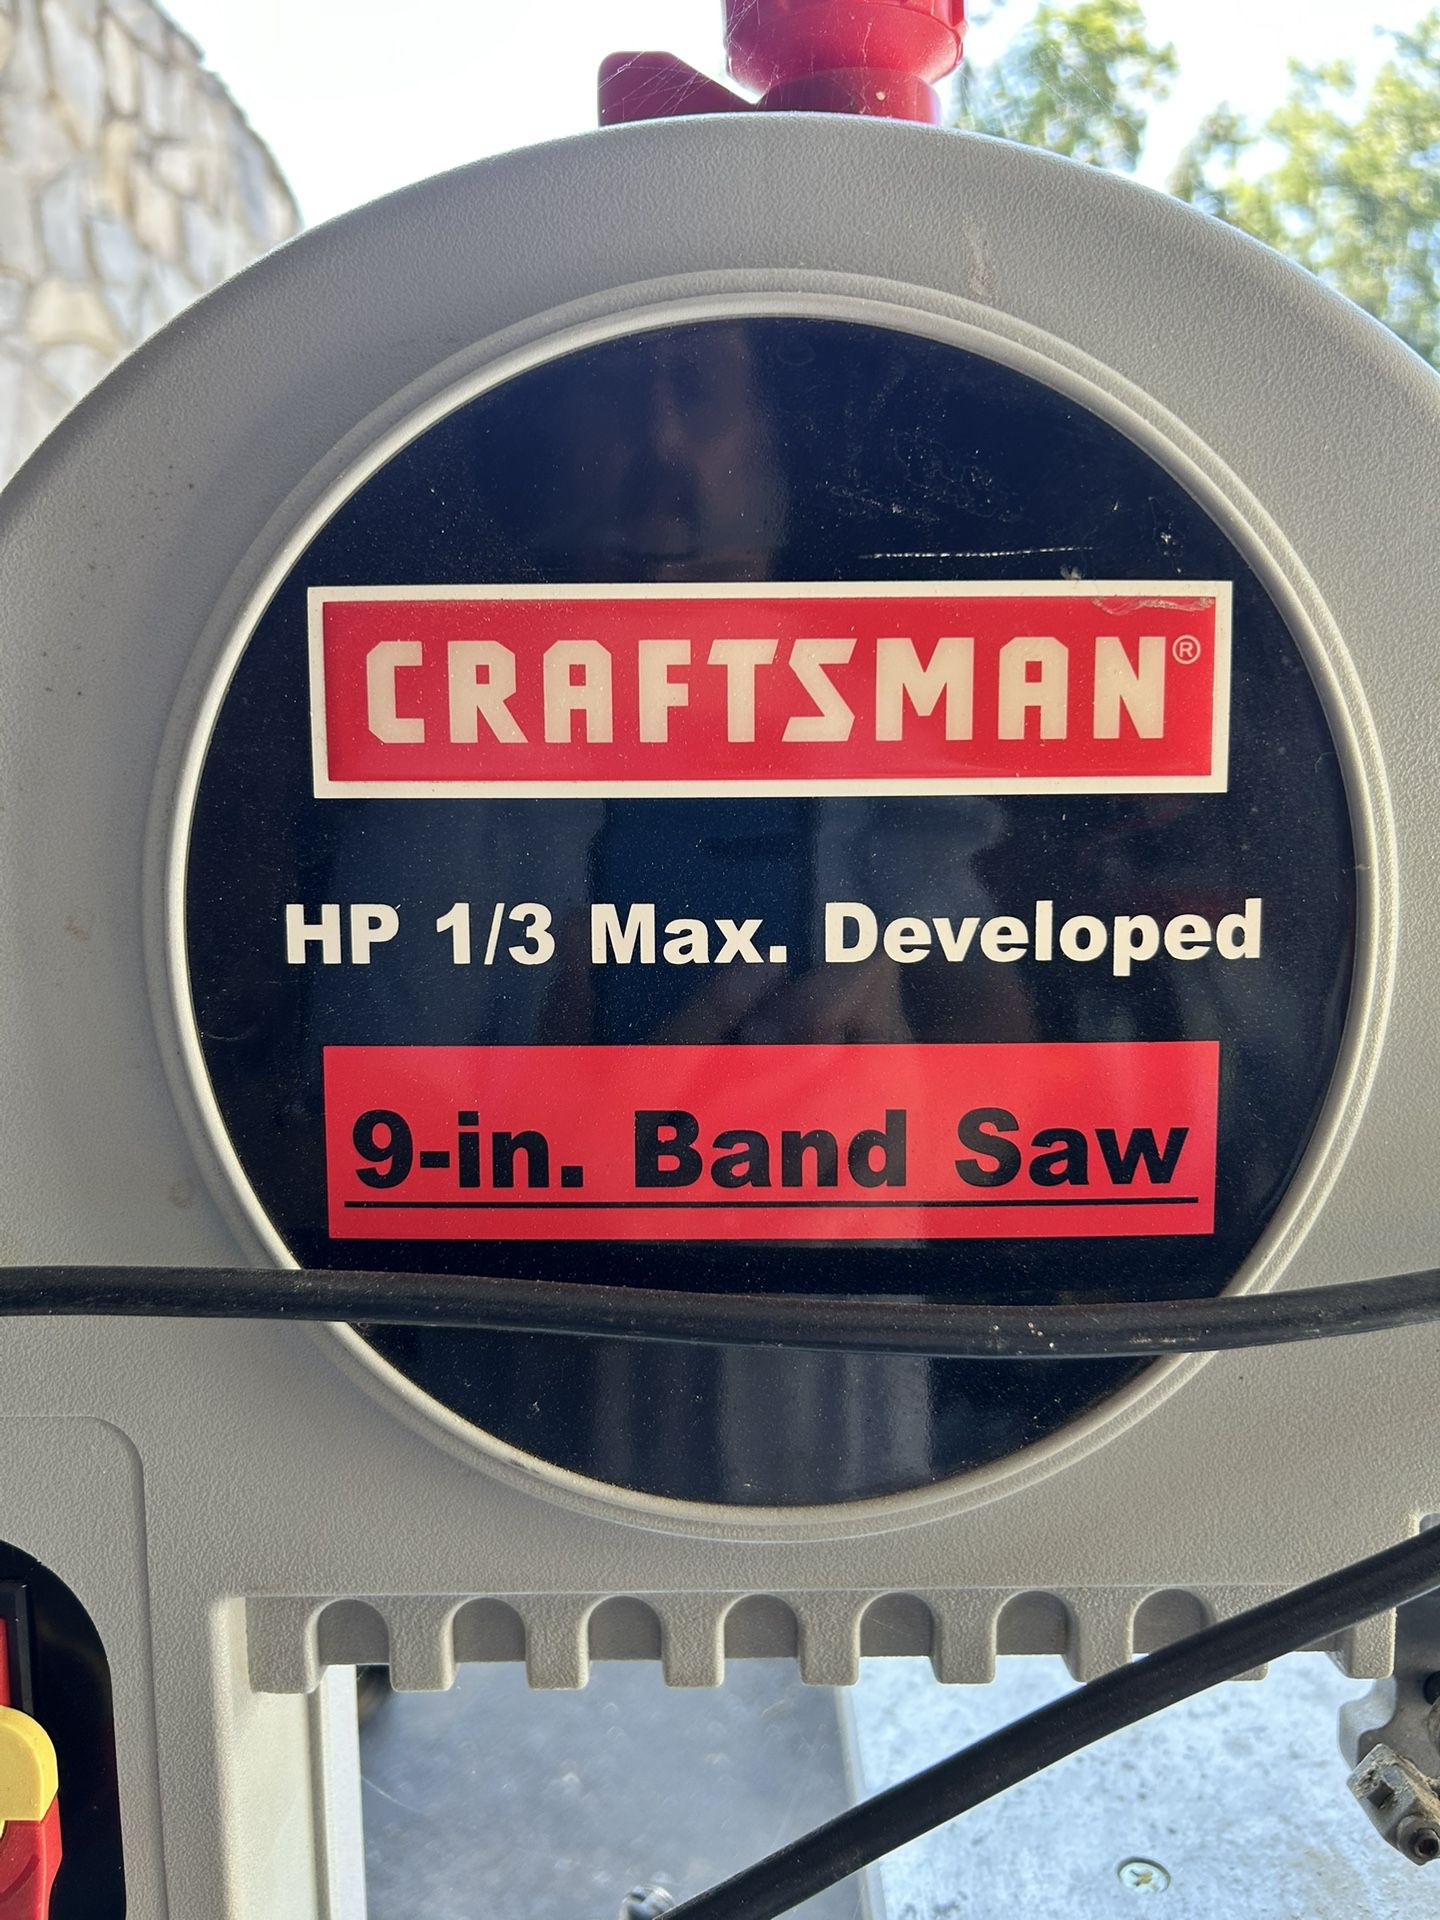 CRAFTSMAN®
HP 1/3 Max. Developed
9-in. Band Saw